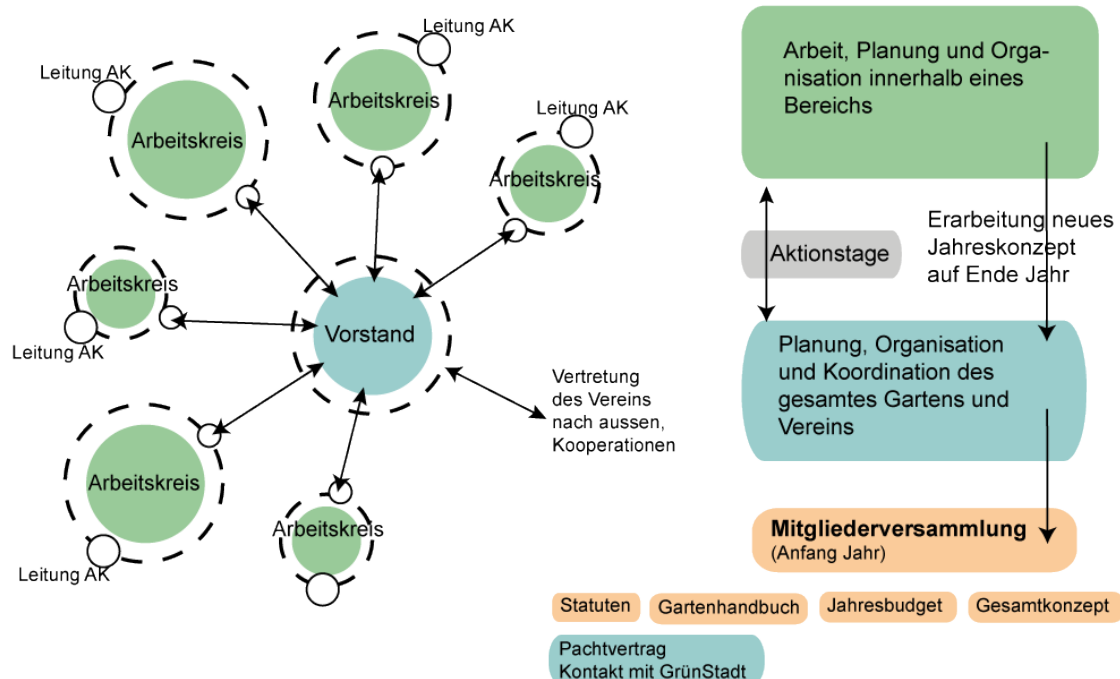 Leitung AK
Arbeitskreis
Leitung AK
Arbeitskreis
Leitung AK
Arbeitskreis
Arbeitskreis
Leitung AK
Vorstand
Arbeitskreis
Leitung AK
Arbeitskreis
Vertretung
des Vereins
nach aussen,
Kooperationen
Arbeit, Planung und Orga-
nisation innerhalb eines
Bereichs
Aktionstage
Erarbeitung neues
Jahreskonzept
auf Ende Jahr
Planung, Organisation
und Koordination des
gesamtes Gartens und
Vereins
Mitgliederversammlung
(Anfang Jahr)
Statuten
Gartenhandbuch
Jahresbudget
Gesamtkonzept
Pachtvertrag
Kontakt mit GrünStadt